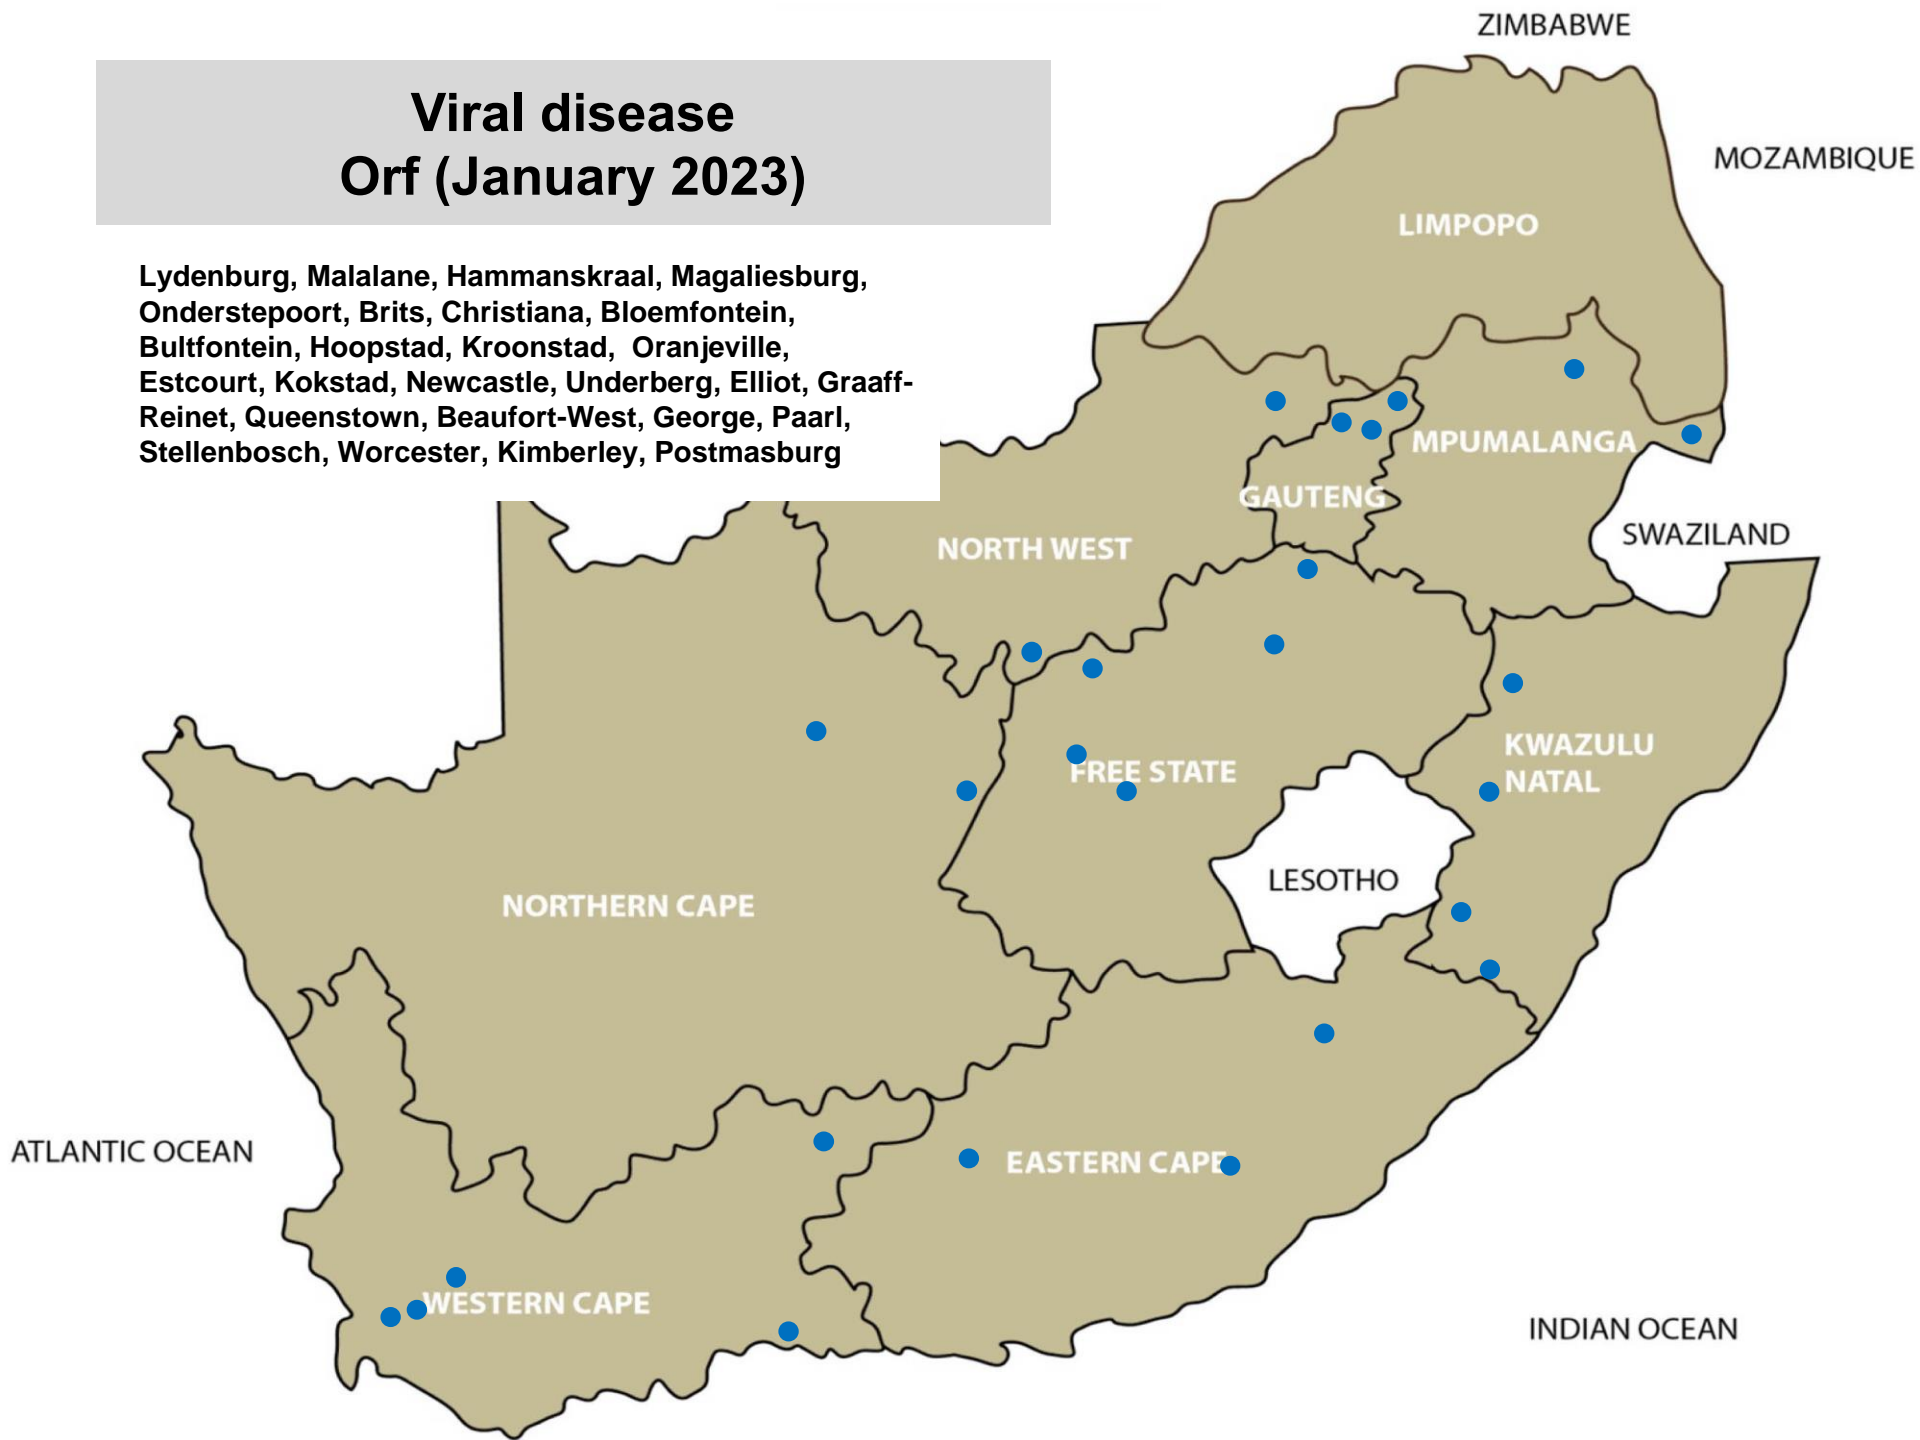 Viral disease
Orf (January 2023)
Lydenburg, Malalane, Hammanskraal, Magaliesburg,
Onderstepoort, Brits, Christiana, Bloemfontein,
Bultfontein, Hoopstad, Kroonstad,  Oranjeville,
Estcourt, Kokstad, Newcastle, Underberg, Elliot, Graaff-
Reinet, Queenstown, Beaufort-West, George, Paarl,
Stellenbosch, Worcester, Kimberley, Postmasburg
ZIMBABWE
MOZAMBIQUE
LIMPOPO
MPUMALANGA
GAUTENG
SWAZILAND
NORTH WEST
KWAZULU
NATAL
FREE STATE
LESOTHO
NORTHERN CAPE
ATLANTIC OCEAN
EASTERN CAPE
WESTERN CAPE
INDIAN OCEAN